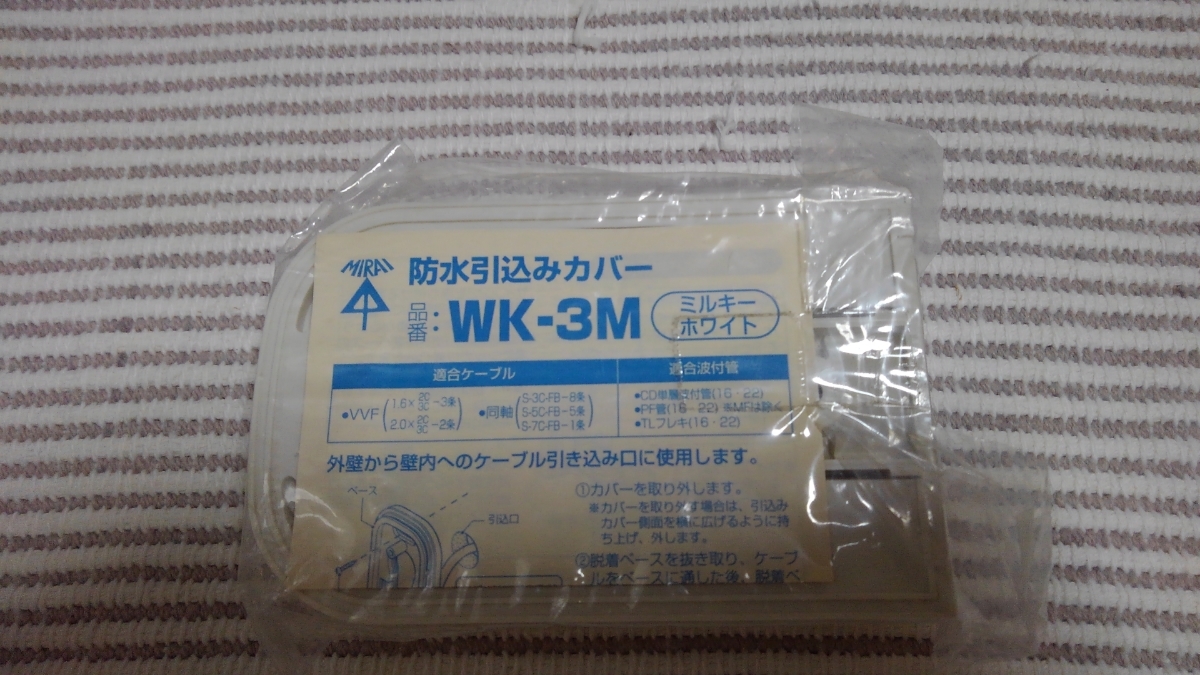 MIRAI
防水引込みカバー
品番:WK-3M
ミルキーホワイト
適合ケーブル
適合波付管
•VVF(1.6×2C3C-3条
2.0×2C3C-2条)
•同軸(S-3C-FB-8条
S-5C-FB-5条
S-7C-FB-1条)
•CD単層波付管(16・22)
•PF管(16・22)※MFは除く
•TLフレキ(16・22)
外壁から壁内へのケーブル引き込み口に使用します。
ベース
引込口
①カバーを取り外します。
※カバーを取り外す場合は、引込み
カバー側面を横に広げるように持
ち上げ、外します。
②脱着ベースを抜き取り、ケーブ
ルをベースに通した後、脱着ベ